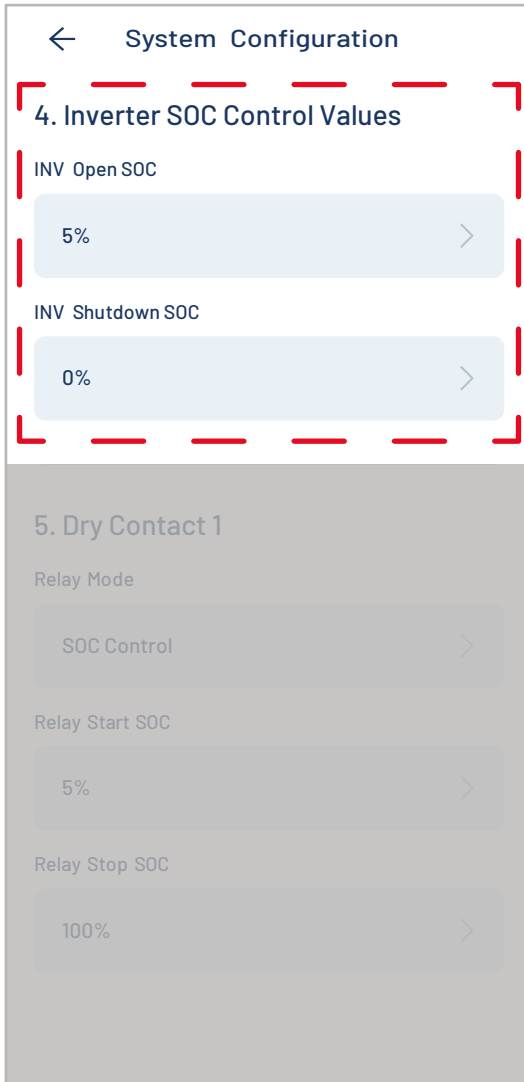 System Configuration
4. Inverter SOC Control Values
INV Open SOC
5%
INV Shutdown SOC
0%
5. Dry Contact 1
Relay Mode
SOC Control
Relay Start SOC
5%
Relay Stop SOC
100%